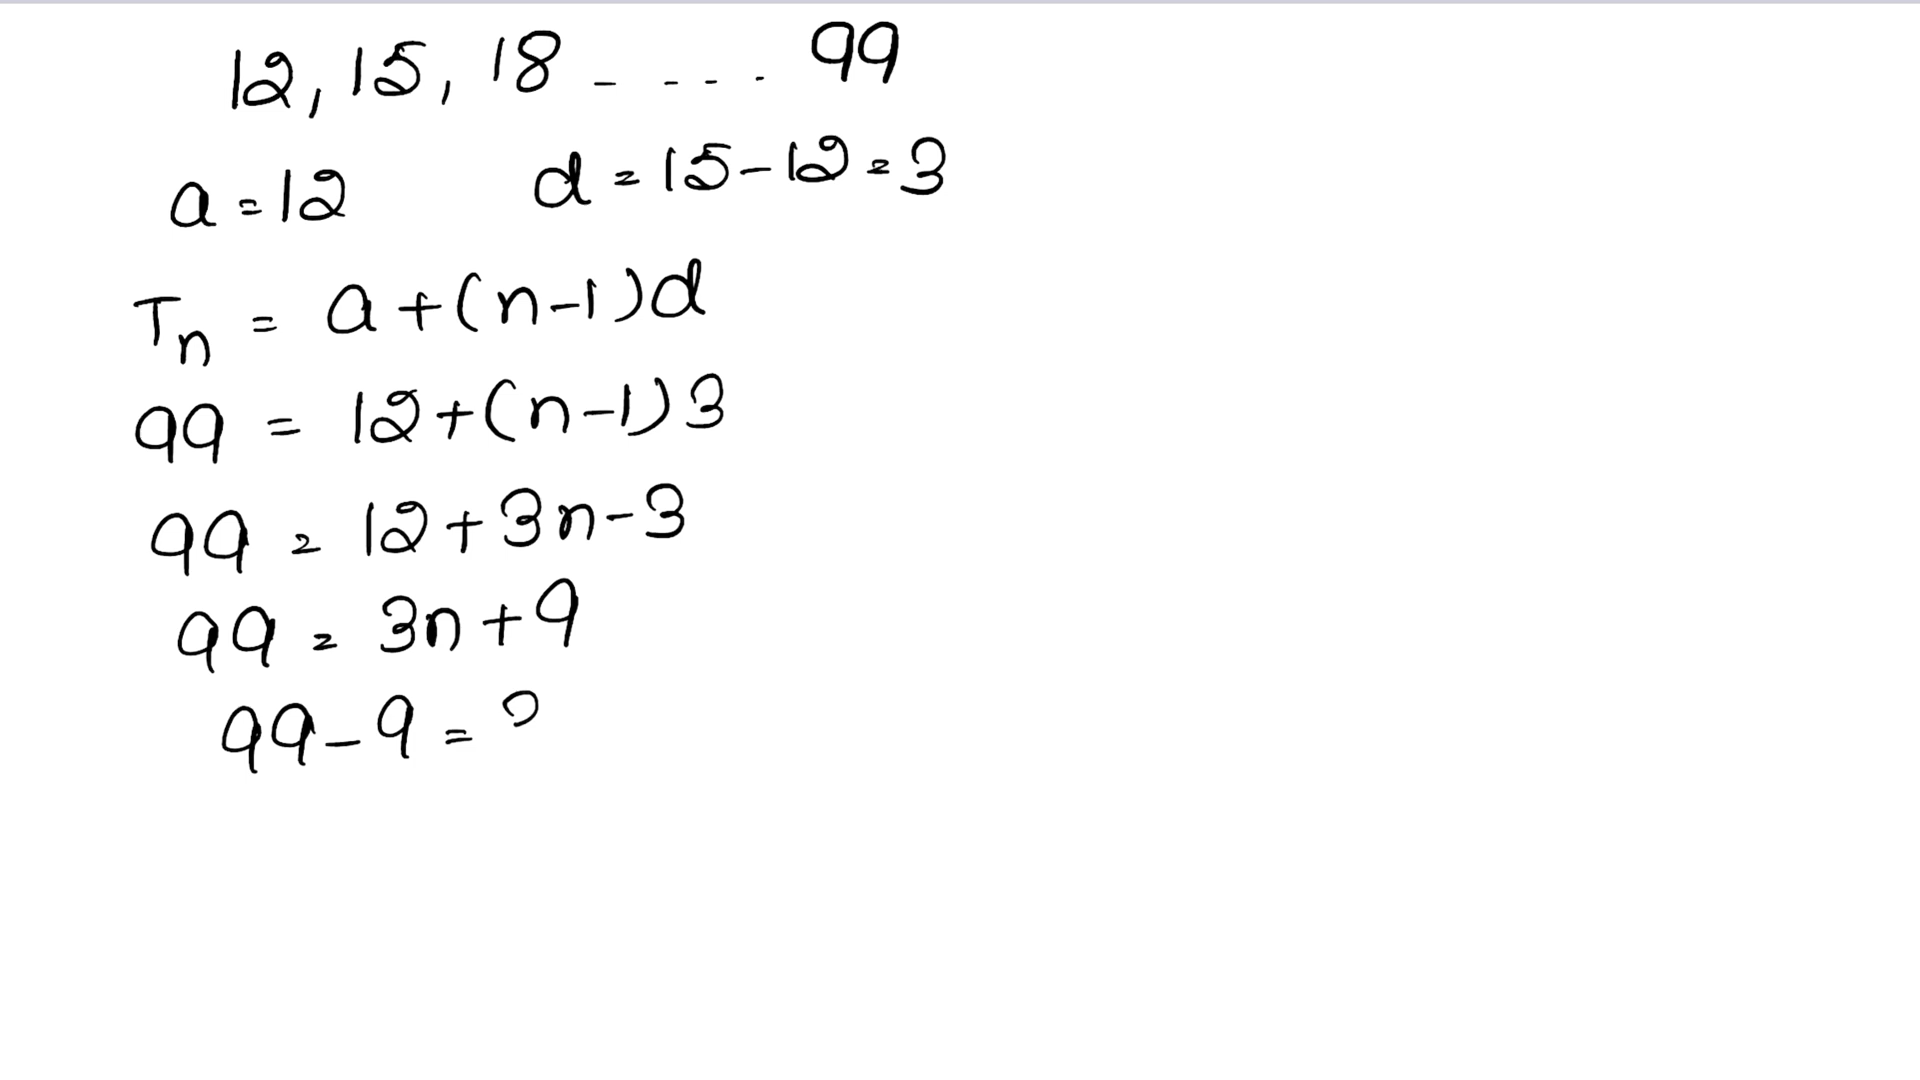 12, 15, 18 - .... 99
a = 12 d = 15 - 12 = 3
Tn = a + (n-1)d
99 = 12 + (n-1)3
99 = 12 + 3n - 3
99 = 3n + 9
99 - 9 =